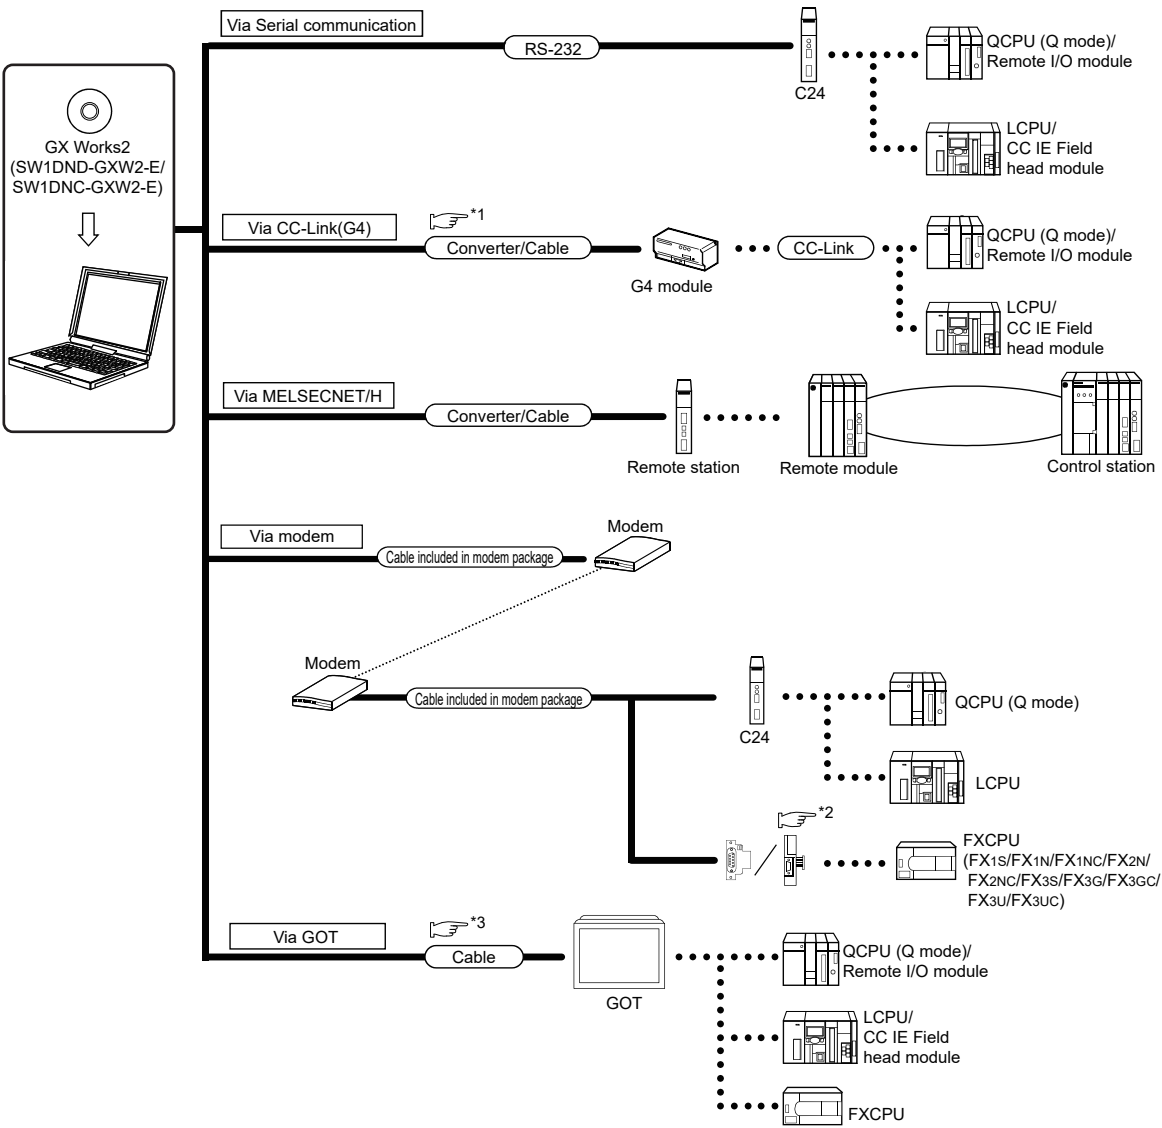 Via Serial communication
RS-232
C24
QCPU (Q mode)/
Remote I/O module
LCPU/
CC IE Field
head module
GX Works2
(SW1DND-GXW2-E/
SW1DNC-GXW2-E)
Via CC-Link(G4)
*1
Converter/Cable
G4 module
CC-Link
QCPU (Q mode)/
Remote I/O module
LCPU/
CC IE Field
head module
Via MELSECNET/H
Converter/Cable
Remote station
Remote module
Control station
Via modem
Cable included in modem package
Modem
Modem
Cable included in modem package
C24
QCPU (Q mode)
LCPU
*2
FXCPU
(FX1S/FX1N/FX1NC/FX2N/
FX2NC/FX3S/FX3G/FX3GC/
FX3U/FX3UC)
Via GOT
*3
Cable
GOT
QCPU (Q mode)/
Remote I/O module
LCPU/
CC IE Field
head module
FXCPU